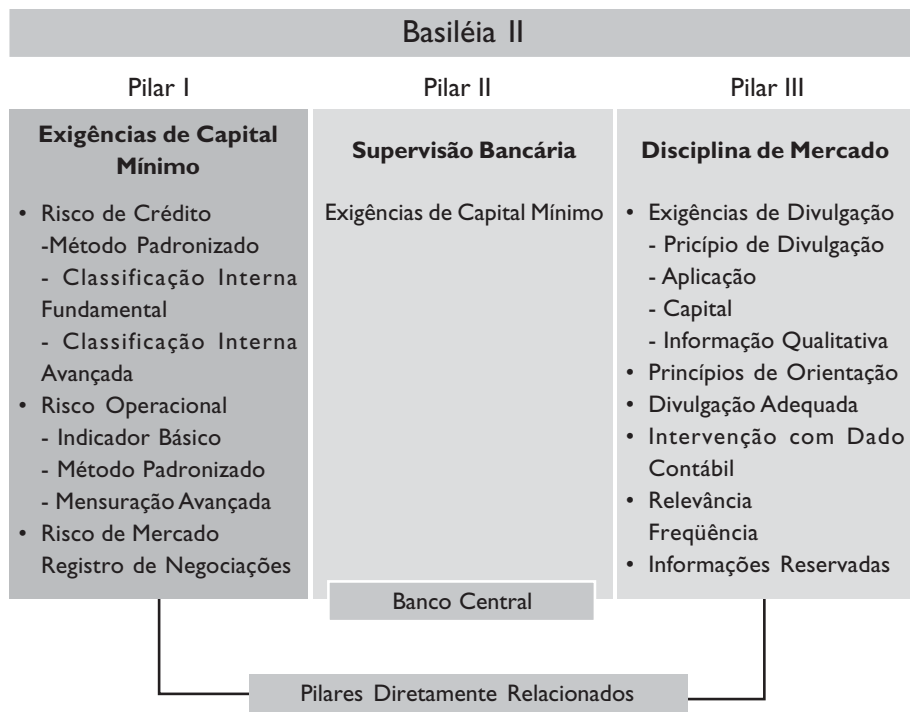 Basiléia II
Pilar I
Pilar II
Pilar III
Exigências de Capital
Mínimo
• Risco de Crédito
-Método Padronizado
- Classificação Interna
Fundamental
- Classificação Interna
Avançada
• Risco Operacional
- Indicador Básico
- Método Padronizado
- Mensuração Avançada
• Risco de Mercado
Registro de Negociações
Supervisão Bancária
Exigências de Capital Mínimo
Banco Central
Disciplina de Mercado
• Exigências de Divulgação
- Pricípio de Divulgação
- Aplicação
- Capital
- Informação Qualitativa
• Princípios de Orientação
• Divulgação Adequada
• Intervenção com Dado
Contábil
• Relevância
Freqüência
• Informações Reservadas
Pilares Diretamente Relacionados